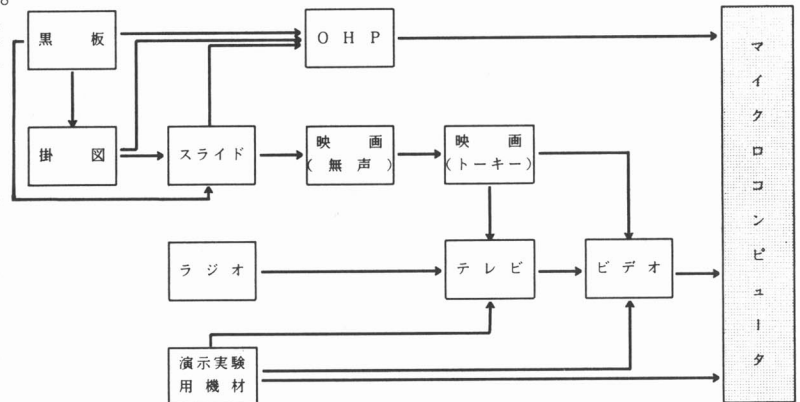 黒板
OHP
掛図
スライド
映画
(無声)
映画
(トーキー)
ラジオ
テレビ
ビデオ
演示実験
用機材
マイクロコンピュータ